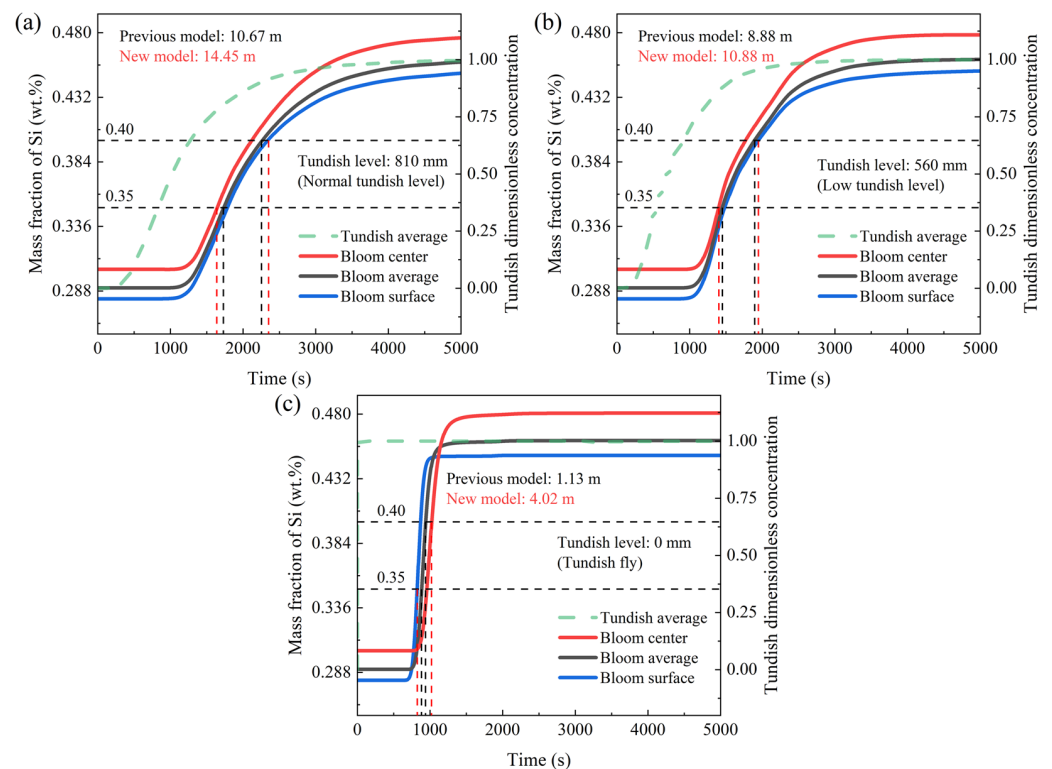 (a)
Previous model: 10.67 m
New model: 14.45 m
0.40
0.35
Tundish level: 810 mm
(Normal tundish level)
Tundish average
Bloom center
Bloom average
Bloom surface
Mass fraction of Si (wt.%)
0.480
0.432
0.384
0.336
0.288
Tundish dimensionless concentration
1.00
0.75
0.50
0.25
0.00
0 1000 2000 3000 4000 5000
Time (s)
(b)
Previous model: 8.88 m
New model: 10.88 m
0.40
0.35
Tundish level: 560 mm
(Low tundish level)
Tundish average
Bloom center
Bloom average
Bloom surface
Mass fraction of Si (wt.%)
0.480
0.432
0.384
0.336
0.288
Tundish dimensionless concentration
1.00
0.75
0.50
0.25
0.00
0 1000 2000 3000 4000 5000
Time (s)
(c)
Previous model: 1.13 m
New model: 4.02 m
0.40
0.35
Tundish level: 0 mm
(Tundish fly)
Tundish average
Bloom center
Bloom average
Bloom surface
Mass fraction of Si (wt.%)
0.480
0.432
0.384
0.336
0.288
Tundish dimensionless concentration
1.00
0.75
0.50
0.25
0.00
0 1000 2000 3000 4000 5000
Time (s)